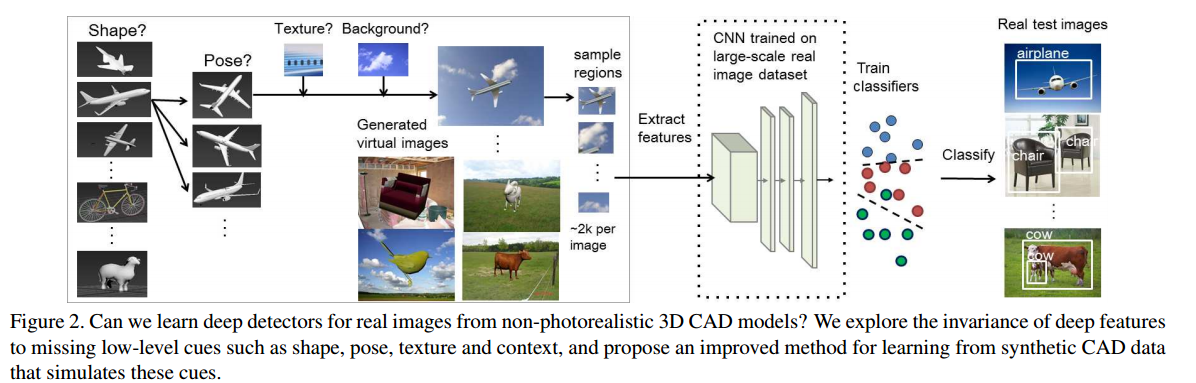 Shape?
Pose?
Texture?
Background?
Generated
virtual images
sample
regions
~2k per
image
Extract
features
CNN trained on
large-scale real
image dataset
Train
classifiers
Classify
Real test images
airplane
chair
chair
cow
cow
Figure 2. Can we learn deep detectors for real images from non-photorealistic 3D CAD models? We explore the invariance of deep features
to missing low-level cues such as shape, pose, texture and context, and propose an improved method for learning from synthetic CAD data
that simulates these cues.